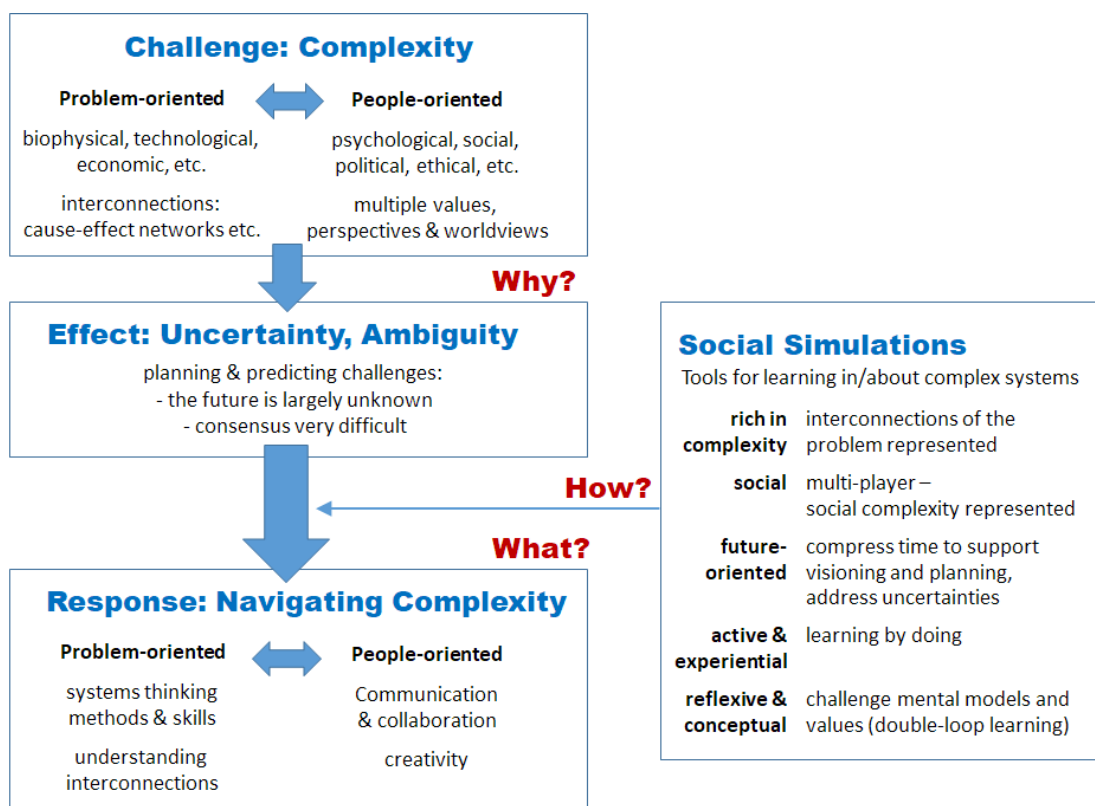 Challenge: Complexity
Problem-oriented
People-oriented
biophysical, technological,
economic, etc.
psychological, social,
political, ethical, etc.
interconnections:
cause-effect networks etc.
multiple values,
perspectives & worldviews
Why?
Effect: Uncertainty, Ambiguity
planning & predicting challenges:
- the future is largely unknown
- consensus very difficult
How?
What?
Response: Navigating Complexity
Problem-oriented
People-oriented
systems thinking
methods & skills
Communication
& collaboration
understanding
interconnections
creativity
Social Simulations
Tools for learning in/about complex systems
rich in
complexity
interconnections of the
problem represented
social
multi-player –
social complexity represented
future-
oriented
compress time to support
visioning and planning,
address uncertainties
active &
experiential
learning by doing
reflexive &
conceptual
challenge mental models and
values (double-loop learning)